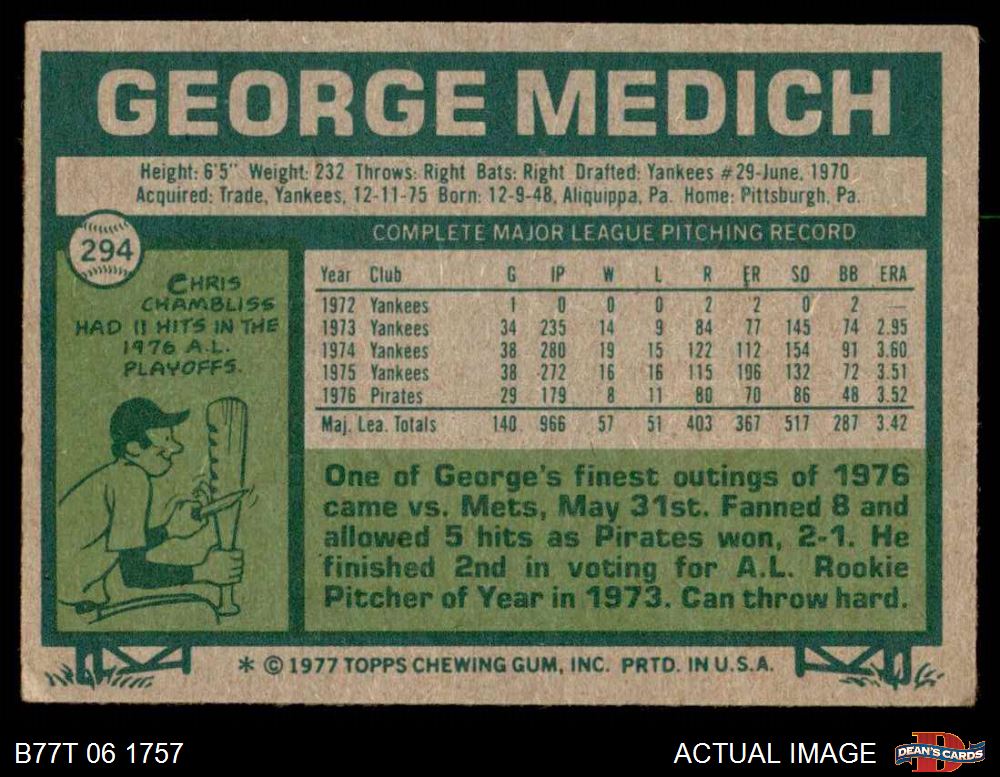 GEORGE MEDICH
Height: 6'5" Weight: 232 Throws: Right Bats: Right Drafted: Yankees #29-June, 1970
Acquired: Trade, Yankees, 12-11-75 Born: 12-9-48, Aliquippa, Pa. Home: Pittsburgh, Pa.
294
CHRIS
CHAMBLISS
HAD 11 HITS IN THE
1976 A.L.
PLAYOFFS.
COMPLETE MAJOR LEAGUE PITCHING RECORD
Year Club G IP W L R ER SO BB ERA
1972 Yankees 1 0 0 0 2 2 0 2 —
1973 Yankees 34 235 14 9 84 77 145 74 2.95
1974 Yankees 38 280 19 15 122 112 154 91 3.60
1975 Yankees 38 272 16 16 115 106 132 72 3.51
1976 Pirates 29 179 8 11 80 70 86 48 3.52
Maj. Lea. Totals 140 966 57 51 403 367 517 287 3.42
One of George's finest outings of 1976
came vs. Mets, May 31st. Fanned 8 and
allowed 5 hits as Pirates won, 2-1. He
finished 2nd in voting for A.L. Rookie
Pitcher of Year in 1973. Can throw hard.
* © 1977 TOPPS CHEWING GUM, INC. PRTD. IN U.S.A.
B77T 06 1757
ACTUAL IMAGE
D
DEAN'S CARDS